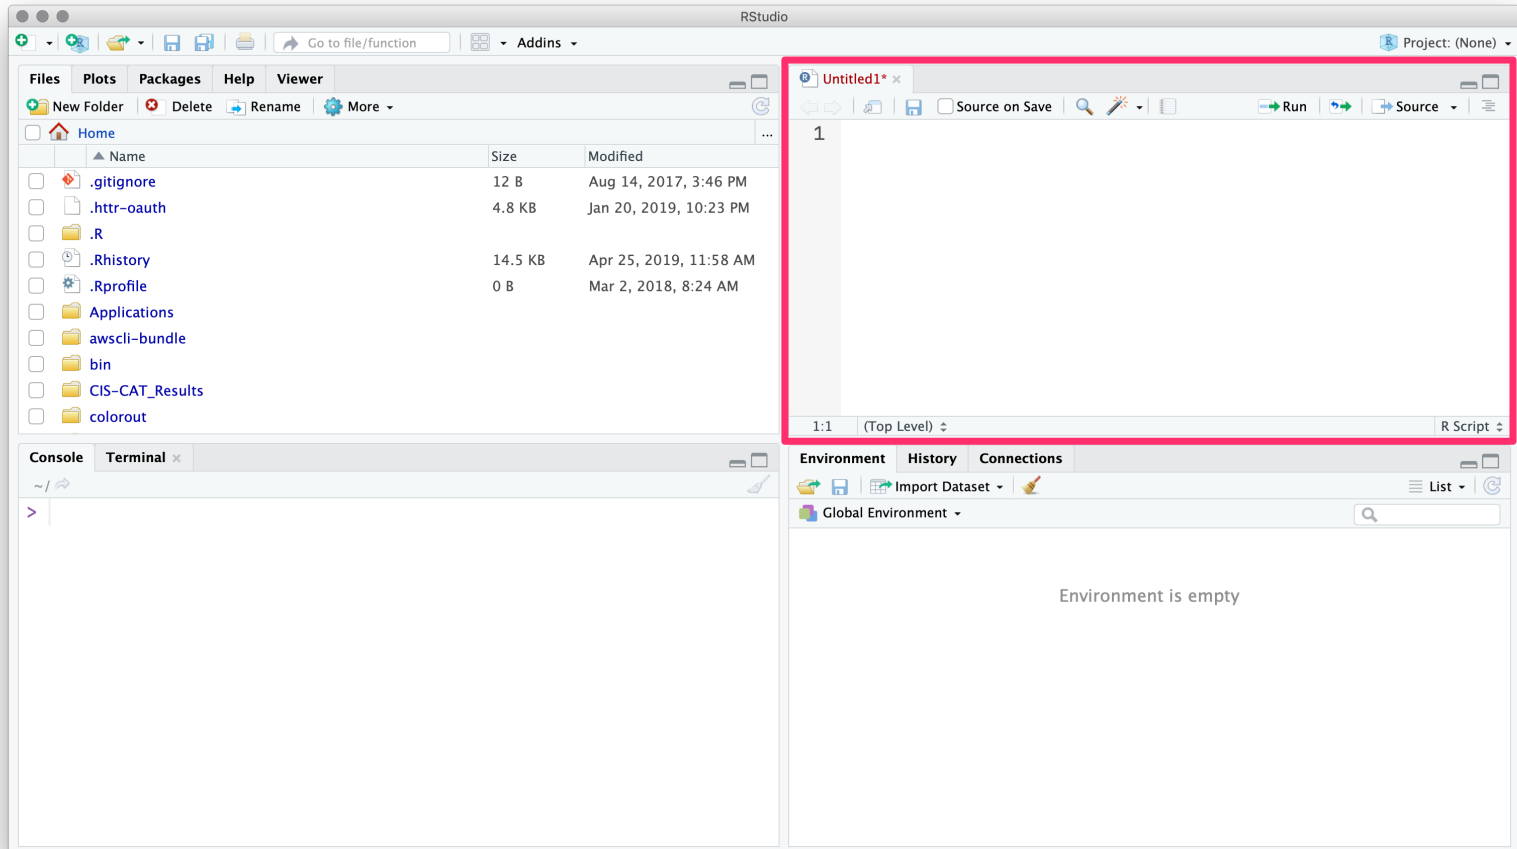 RStudio
Go to file/function
Addins
Project: (None)
Files Plots Packages Help Viewer
New Folder Delete Rename More
Home ...
Name Size Modified
.gitignore 12 B Aug 14, 2017, 3:46 PM
.httr-oauth 4.8 KB Jan 20, 2019, 10:23 PM
.R
.Rhistory 14.5 KB Apr 25, 2019, 11:58 AM
.Rprofile 0 B Mar 2, 2018, 8:24 AM
Applications
awscli-bundle
bin
CIS-CAT_Results
colorout
Untitled1*
Source on Save Run Source
1
1:1 (Top Level) R Script
Console Terminal
~/
>
Environment History Connections
Import Dataset List
Global Environment
Environment is empty